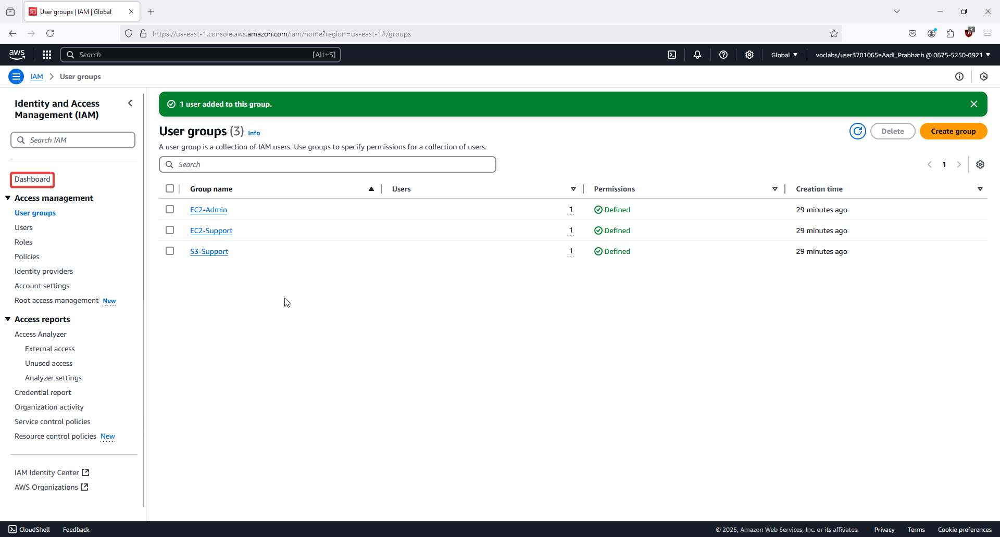 User groups | IAM | Global
https://us-east-1.console.aws.amazon.com/iam/home?region=us-east-1#/groups
3
aws
Search
[Alt+S]
Global
voclabs/user3701065=Aadi_Prabhath @ 0675-5250-0921
IAM
User groups
Identity and Access
Management (IAM)
Search IAM
Dashboard
Access management
User groups
Users
Roles
Policies
Identity providers
Account settings
Root access management New
Access reports
Access Analyzer
External access
Unused access
Analyzer settings
Credential report
Organization activity
Service control policies
Resource control policies New
IAM Identity Center
AWS Organizations
1 user added to this group.
User groups (3) Info
Delete
Create group
A user group is a collection of IAM users. Use groups to specify permissions for a collection of users.
Search
1
Group name Users Permissions Creation time
EC2-Admin 1 Defined 29 minutes ago
EC2-Support 1 Defined 29 minutes ago
S3-Support 1 Defined 29 minutes ago
CloudShell Feedback © 2025, Amazon Web Services, Inc. or its affiliates. Privacy Terms Cookie preferences